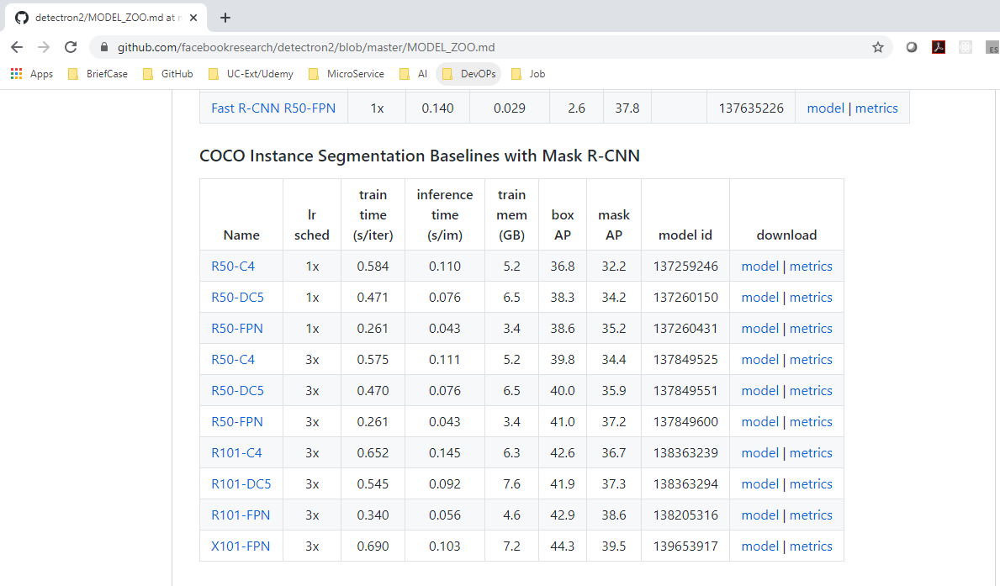 detectron2/MODEL_ZOO.md at
github.com/facebookresearch/detectron2/blob/master/MODEL_ZOO.md
ES
Apps BriefCase GitHub UC-Ext/Udemy MicroService AI DevOPs Job
Fast R-CNN R50-FPN 1x 0.140 0.029 2.6 37.8 137635226 model | metrics
COCO Instance Segmentation Baselines with Mask R-CNN
train inference train
lr time time mem box mask
Name sched (s/iter) (s/im) (GB) AP AP model id download
R50-C4 1x 0.584 0.110 5.2 36.8 32.2 137259246 model | metrics
R50-DC5 1x 0.471 0.076 6.5 38.3 34.2 137260150 model | metrics
R50-FPN 1x 0.261 0.043 3.4 38.6 35.2 137260431 model | metrics
R50-C4 3x 0.575 0.111 5.2 39.8 34.4 137849525 model | metrics
R50-DC5 3x 0.470 0.076 6.5 40.0 35.9 137849551 model | metrics
R50-FPN 3x 0.261 0.043 3.4 41.0 37.2 137849600 model | metrics
R101-C4 3x 0.652 0.145 6.3 42.6 36.7 138363239 model | metrics
R101-DC5 3x 0.545 0.092 7.6 41.9 37.3 138363294 model | metrics
R101-FPN 3x 0.340 0.056 4.6 42.9 38.6 138205316 model | metrics
X101-FPN 3x 0.690 0.103 7.2 44.3 39.5 139653917 model | metrics